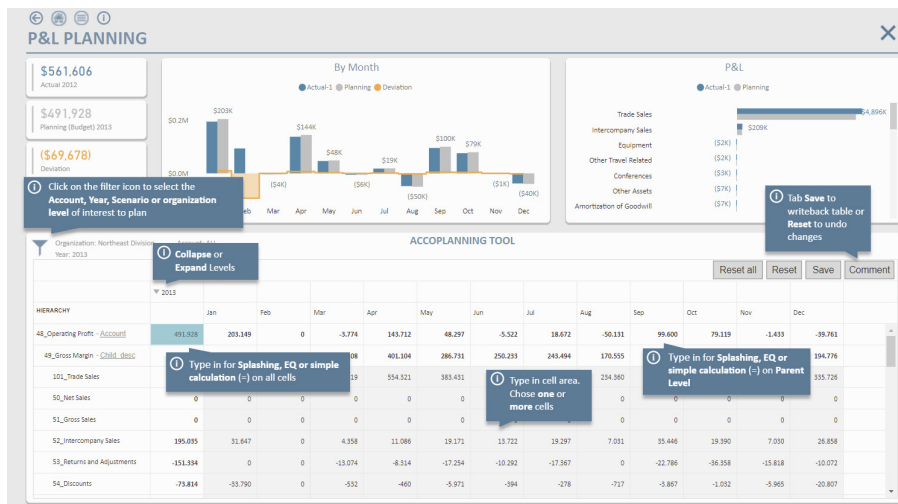 P&L PLANNING
$561,606
Actual 2012
$491,928
Planning (Budget) 2013
($69,678)
Deviation
By Month
Actual-1 Planning Deviation
$0.2M
$0.0M
$203K
($4K)
$144K
$48K
($6K)
$19K
($50K)
$100K
$79K
($1K)
($40K)
Feb Mar Apr May Jun Jul Aug Sep Oct Nov Dec
P&L
Actual-1 Planning
Trade Sales $4,896K
Intercompany Sales $209K
Equipment ($2K)
Other Travel Related ($2K)
Conferences ($3K)
Other Assets ($7K)
Amortization of Goodwill ($7K)
Click on the filter icon to select the
Account, Year, Scenario or organization
level of interest to plan
Tab Save to
writeback table or
Reset to undo
changes
Organization: Northeast Division
Year: 2013
ACCOPLANNING TOOL
Collapse or
Expand Levels
Reset all Reset Save Comment
2013
HIERARCHY Jan Feb Mar Apr May Jun Jul Aug Sep Oct Nov Dec
48_Operating Profit - Account 491.928 203.149 0 -3.774 143.712 48.297 -5.522 18.672 -50.131 99.600 79.119 -1.433 -39.761
49_Gross Margin - Child_desc 401.104 286.731 250.233 243.494 170.555 194.776
Type in for Splashing, EQ or simple
calculation (=) on all cells
Type in for Splashing, EQ or
simple calculation (=) on Parent
Level
101_Trade Sales 554.321 383.431 234.360 335.726
Type in cell area.
Chose one or
more cells
50_Net Sales 0 0 0 0 0 0 0 0 0 0 0
51_Gross Sales 0 0 0 0 0 0 0 0 0 0 0
52_Intercompany Sales 195.035 31.647 0 4.358 11.086 19.171 13.722 19.297 7.031 35.446 19.390 7.030 26.858
53_Returns and Adjustments -151.334 0 0 -13.074 -8.314 -17.254 -10.292 -17.367 0 -22.786 -36.358 -15.818 -10.072
54_Discounts -73.814 -33.790 0 -532 -460 -5.971 -394 -278 -717 -3.867 -1.032 -5.965 -20.807